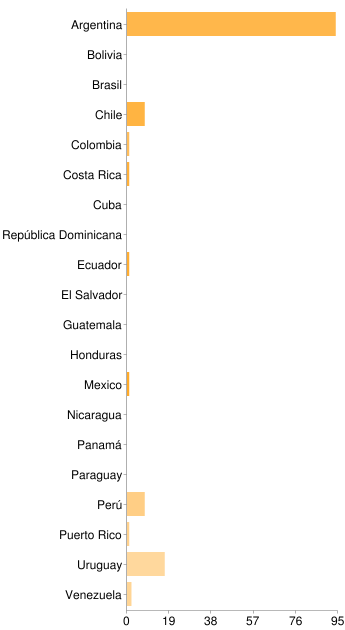 Argentina
Bolivia
Brasil
Chile
Colombia
Costa Rica
Cuba
República Dominicana
Ecuador
El Salvador
Guatemala
Honduras
Mexico
Nicaragua
Panamá
Paraguay
Perú
Puerto Rico
Uruguay
Venezuela
0 19 38 57 76 95